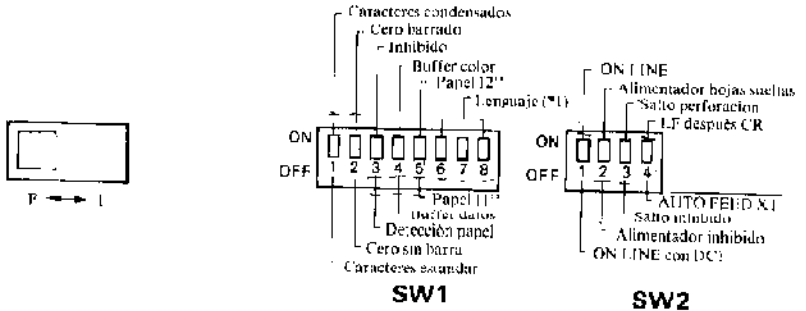 Caracteres condensados
Cero barrado
Inhibido
Buffer color
Papel 12"
Lenguaje (*1)
ON
OFF
1 2 3 4 5 6 7 8
Papel 11"
Buffer datos
Detección papel
Cero sin barra
Caracteres estandar
SW1
ON LINE
Alimentador hojas sueltas
Salto perforacion
LF después CR
ON
OFF
1 2 3 4
AUTO FEED XT
Salto inhibido
Alimentador inhibido
ON LINE con DC1
SW2